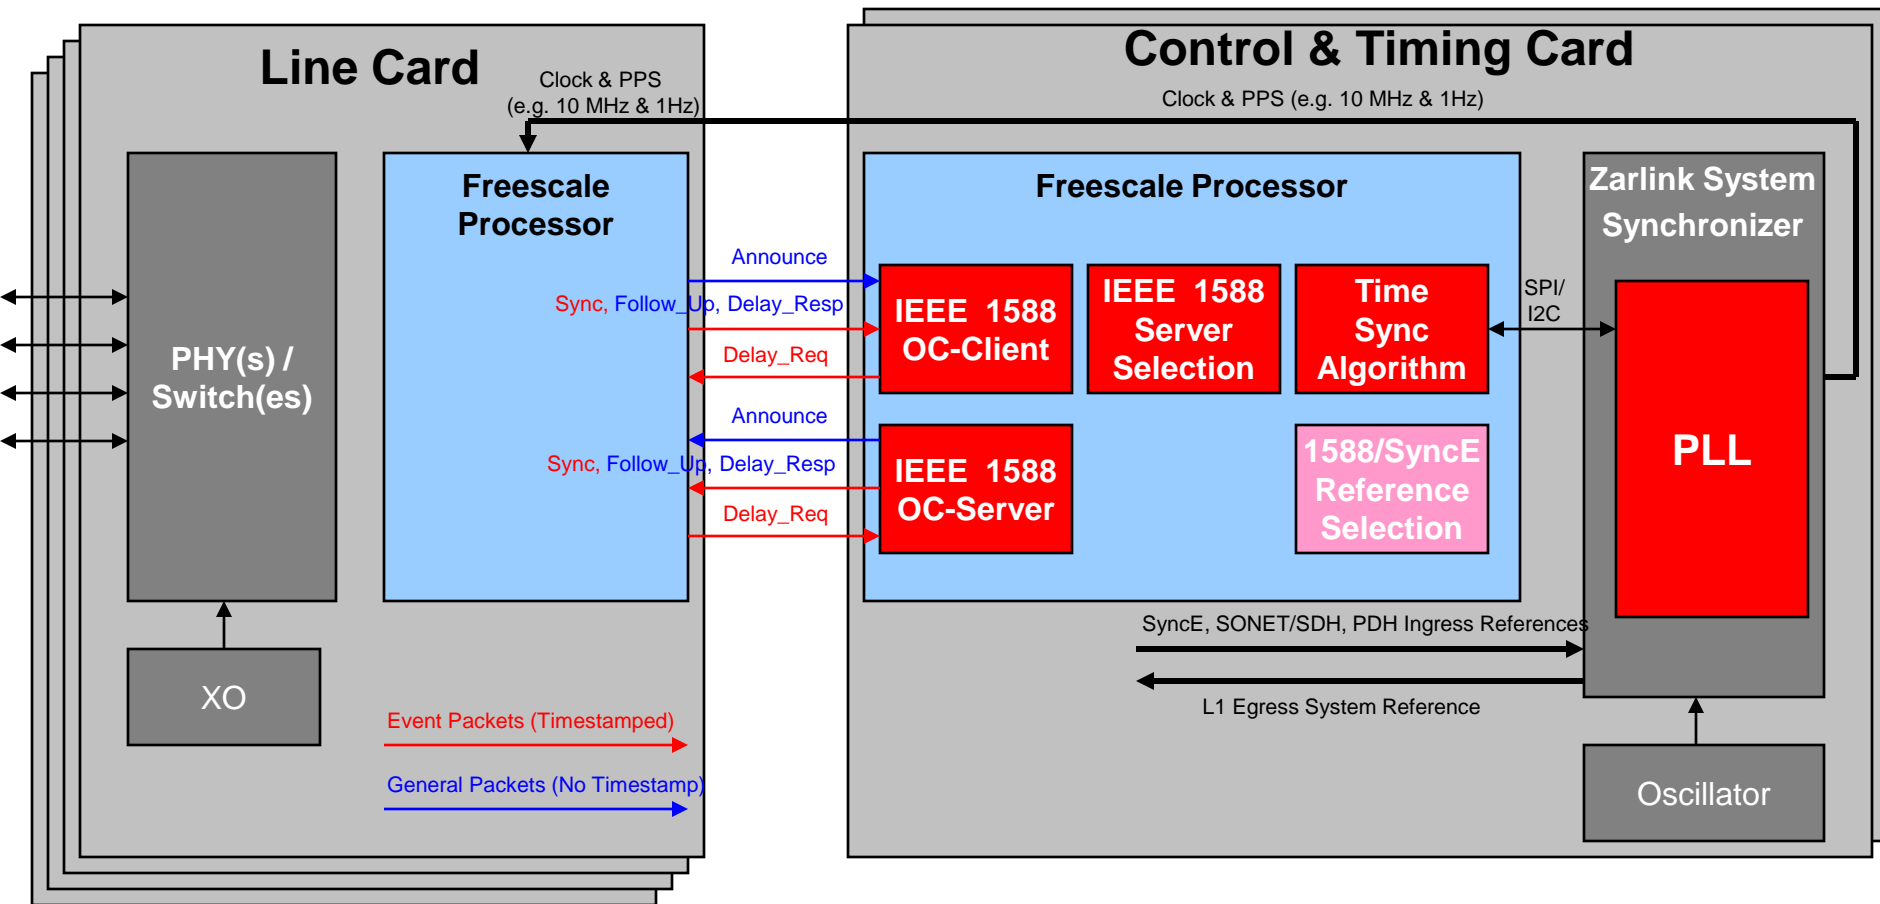 Line Card
Clock & PPS
(e.g. 10 MHz & 1Hz)
Freescale
Processor
PHY(s) /
Switch(es)
XO
Announce
Sync, Follow_Up, Delay_Resp
Delay_Req
Announce
Sync, Follow_Up, Delay_Resp
Delay_Req
Event Packets (Timestamped)
General Packets (No Timestamp)
Control & Timing Card
Clock & PPS (e.g. 10 MHz & 1Hz)
Freescale Processor
IEEE 1588
OC-Client
IEEE 1588
Server
Selection
Time
Sync
Algorithm
IEEE 1588
OC-Server
1588/SyncE
Reference
Selection
SPI/
I2C
Zarlink System
Synchronizer
PLL
SyncE, SONET/SDH, PDH Ingress References
L1 Egress System Reference
Oscillator